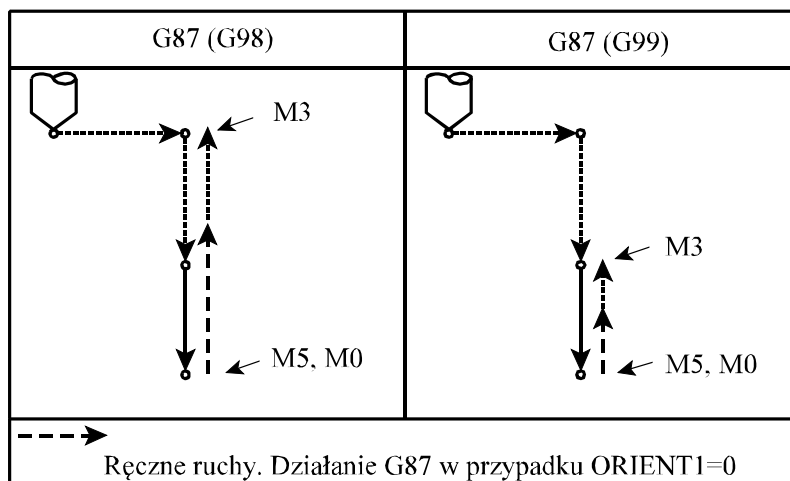 G87 (G98)
G87 (G99)
M3
M5, M0
M3
M5, M0
Ręczne ruchy. Działanie G87 w przypadku ORIENT1=0